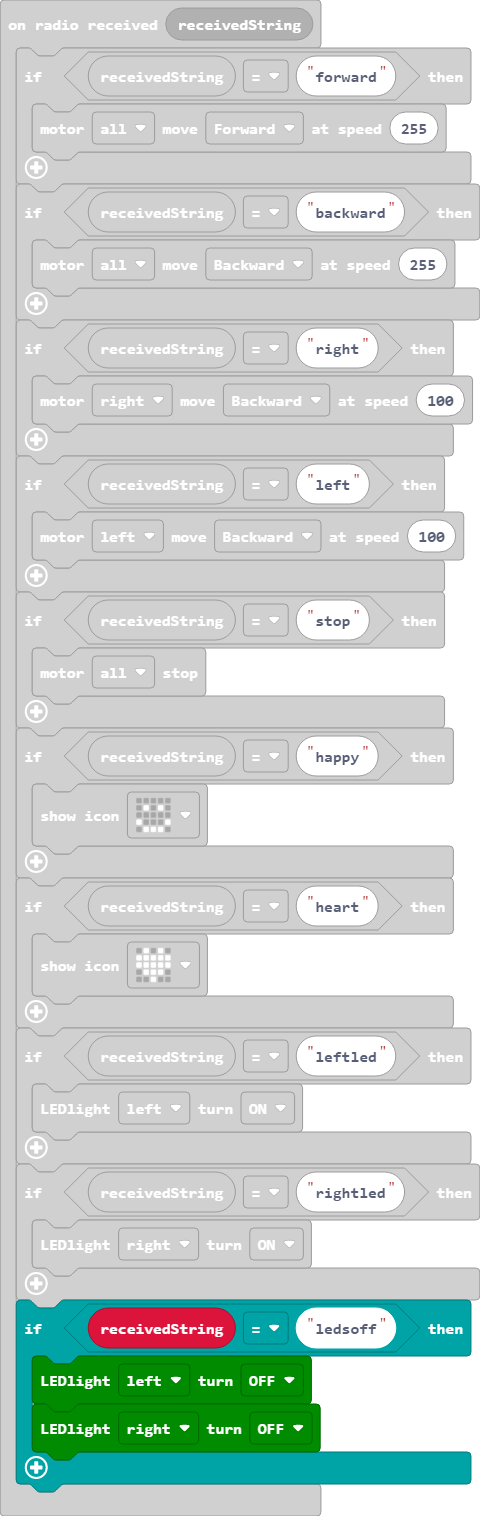 on radio received receivedString
if receivedString = "forward" then
motor all move Forward at speed 255
if receivedString = "backward" then
motor all move Backward at speed 255
if receivedString = "right" then
motor right move Backward at speed 100
if receivedString = "left" then
motor left move Backward at speed 100
if receivedString = "stop" then
motor all stop
if receivedString = "happy" then
show icon
if receivedString = "heart" then
show icon
if receivedString = "leftled" then
LEDlight left turn ON
if receivedString = "rightled" then
LEDlight right turn ON
if receivedString = "ledsoff" then
LEDlight left turn OFF
LEDlight right turn OFF